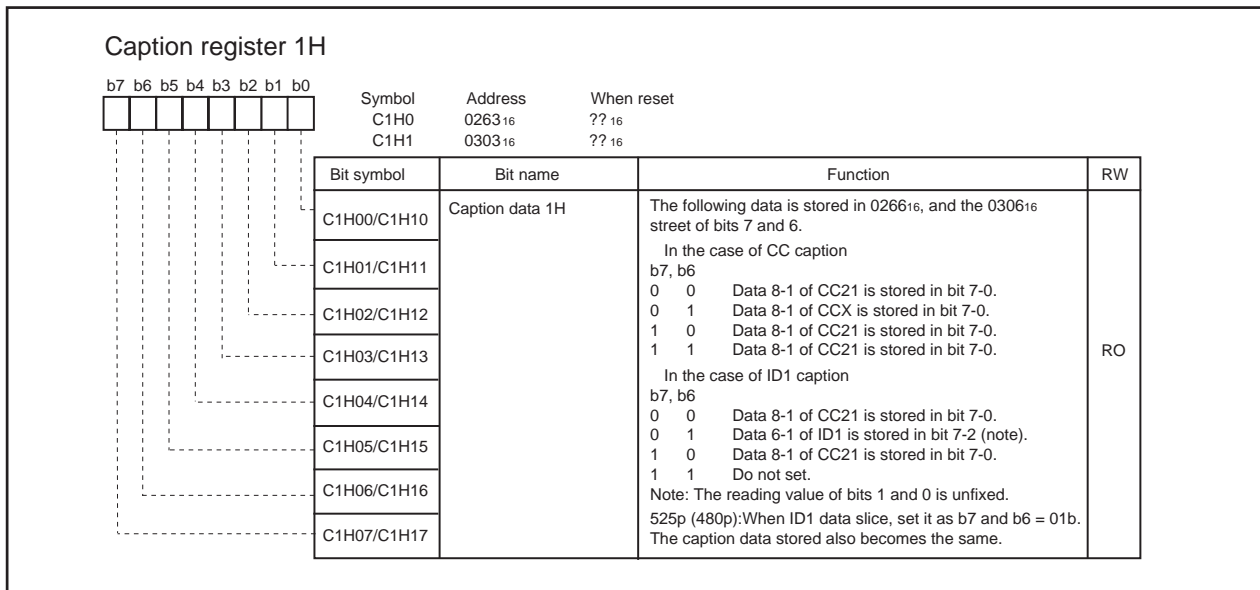 Caption register 1H
b7 b6 b5 b4 b3 b2 b1 b0
Symbol Address When reset
C1H0 026316 ??16
C1H1 030316 ??16
Bit symbol Bit name Function RW
C1H00/C1H10 Caption data 1H The following data is stored in 026616, and the 030616
street of bits 7 and 6.
In the case of CC caption
C1H01/C1H11 b7, b6
0 0 Data 8-1 of CC21 is stored in bit 7-0.
0 1 Data 8-1 of CCX is stored in bit 7-0.
C1H02/C1H12
1 0 Data 8-1 of CC21 is stored in bit 7-0.
1 1 Data 8-1 of CC21 is stored in bit 7-0. RO
C1H03/C1H13
In the case of ID1 caption
b7, b6
C1H04/C1H14
0 0 Data 8-1 of CC21 is stored in bit 7-0.
0 1 Data 6-1 of ID1 is stored in bit 7-2 (note).
C1H05/C1H15
1 0 Data 8-1 of CC21 is stored in bit 7-0.
1 1 Do not set.
C1H06/C1H16
Note: The reading value of bits 1 and 0 is unfixed.
525p (480p):When ID1 data slice, set it as b7 and b6 = 01b.
C1H07/C1H17 The caption data stored also becomes the same.